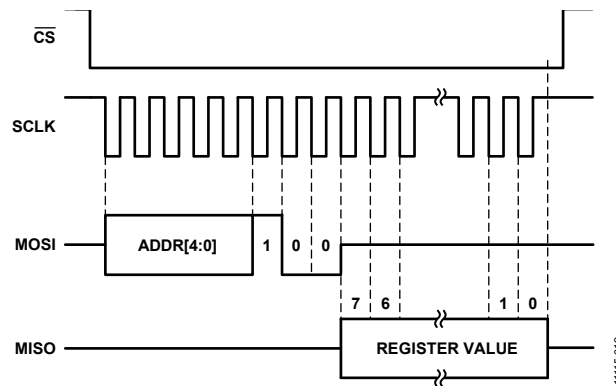 CS
SCLK
MOSI
ADDR[4:0]
1
0
0
7
6
1
0
MISO
REGISTER VALUE